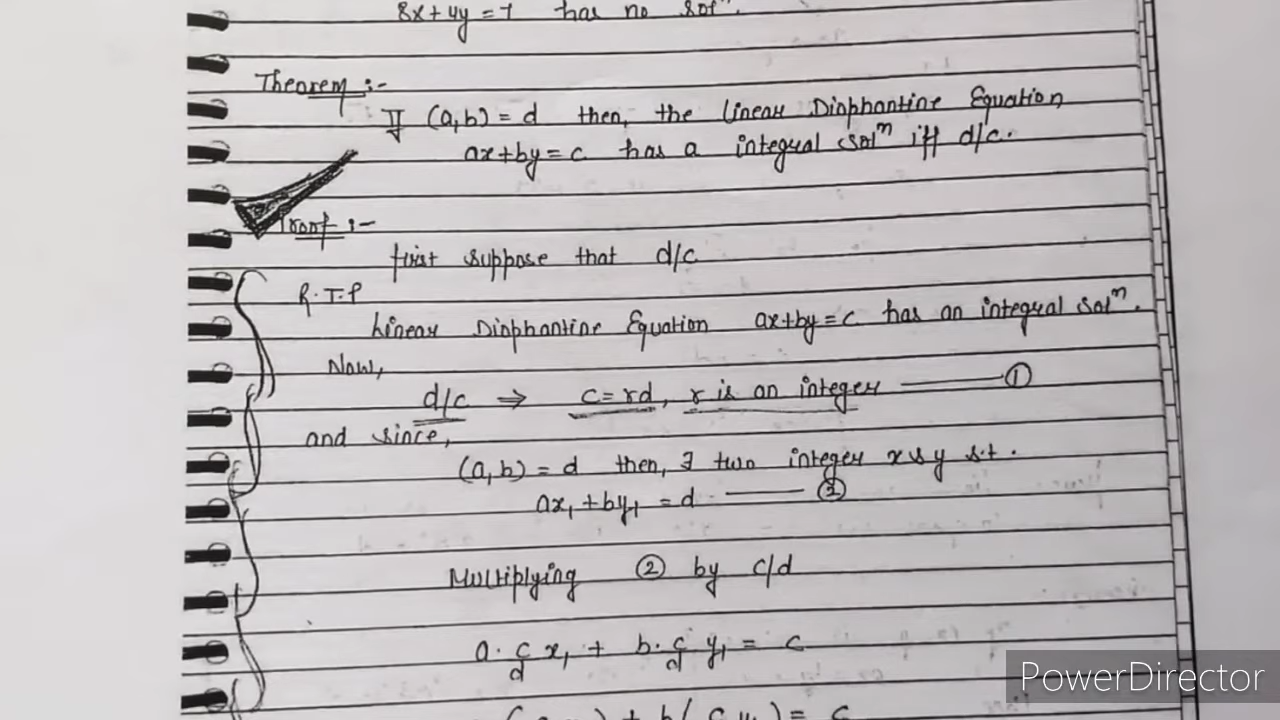 8x+4y=7 has no solⁿ.
Theorem :-
If (a,b) = d then, the linear Diophantine Equation
ax+by=c has a integral solⁿ iff d/c.
Proof :-
first suppose that d/c
R.T.P
Linear Diophantine Equation ax+by=c has an integral solⁿ.
Now,
d/c ⇒ c=rd, r is an integer ——— ①
and since,
(a,b) = d then, ∃ two integer x & y s.t.
ax₁+by₁ = d ——— ②
Multiplying ② by c/d
a. c/d x₁ + b. c/d y₁ = c
= c
PowerDirector